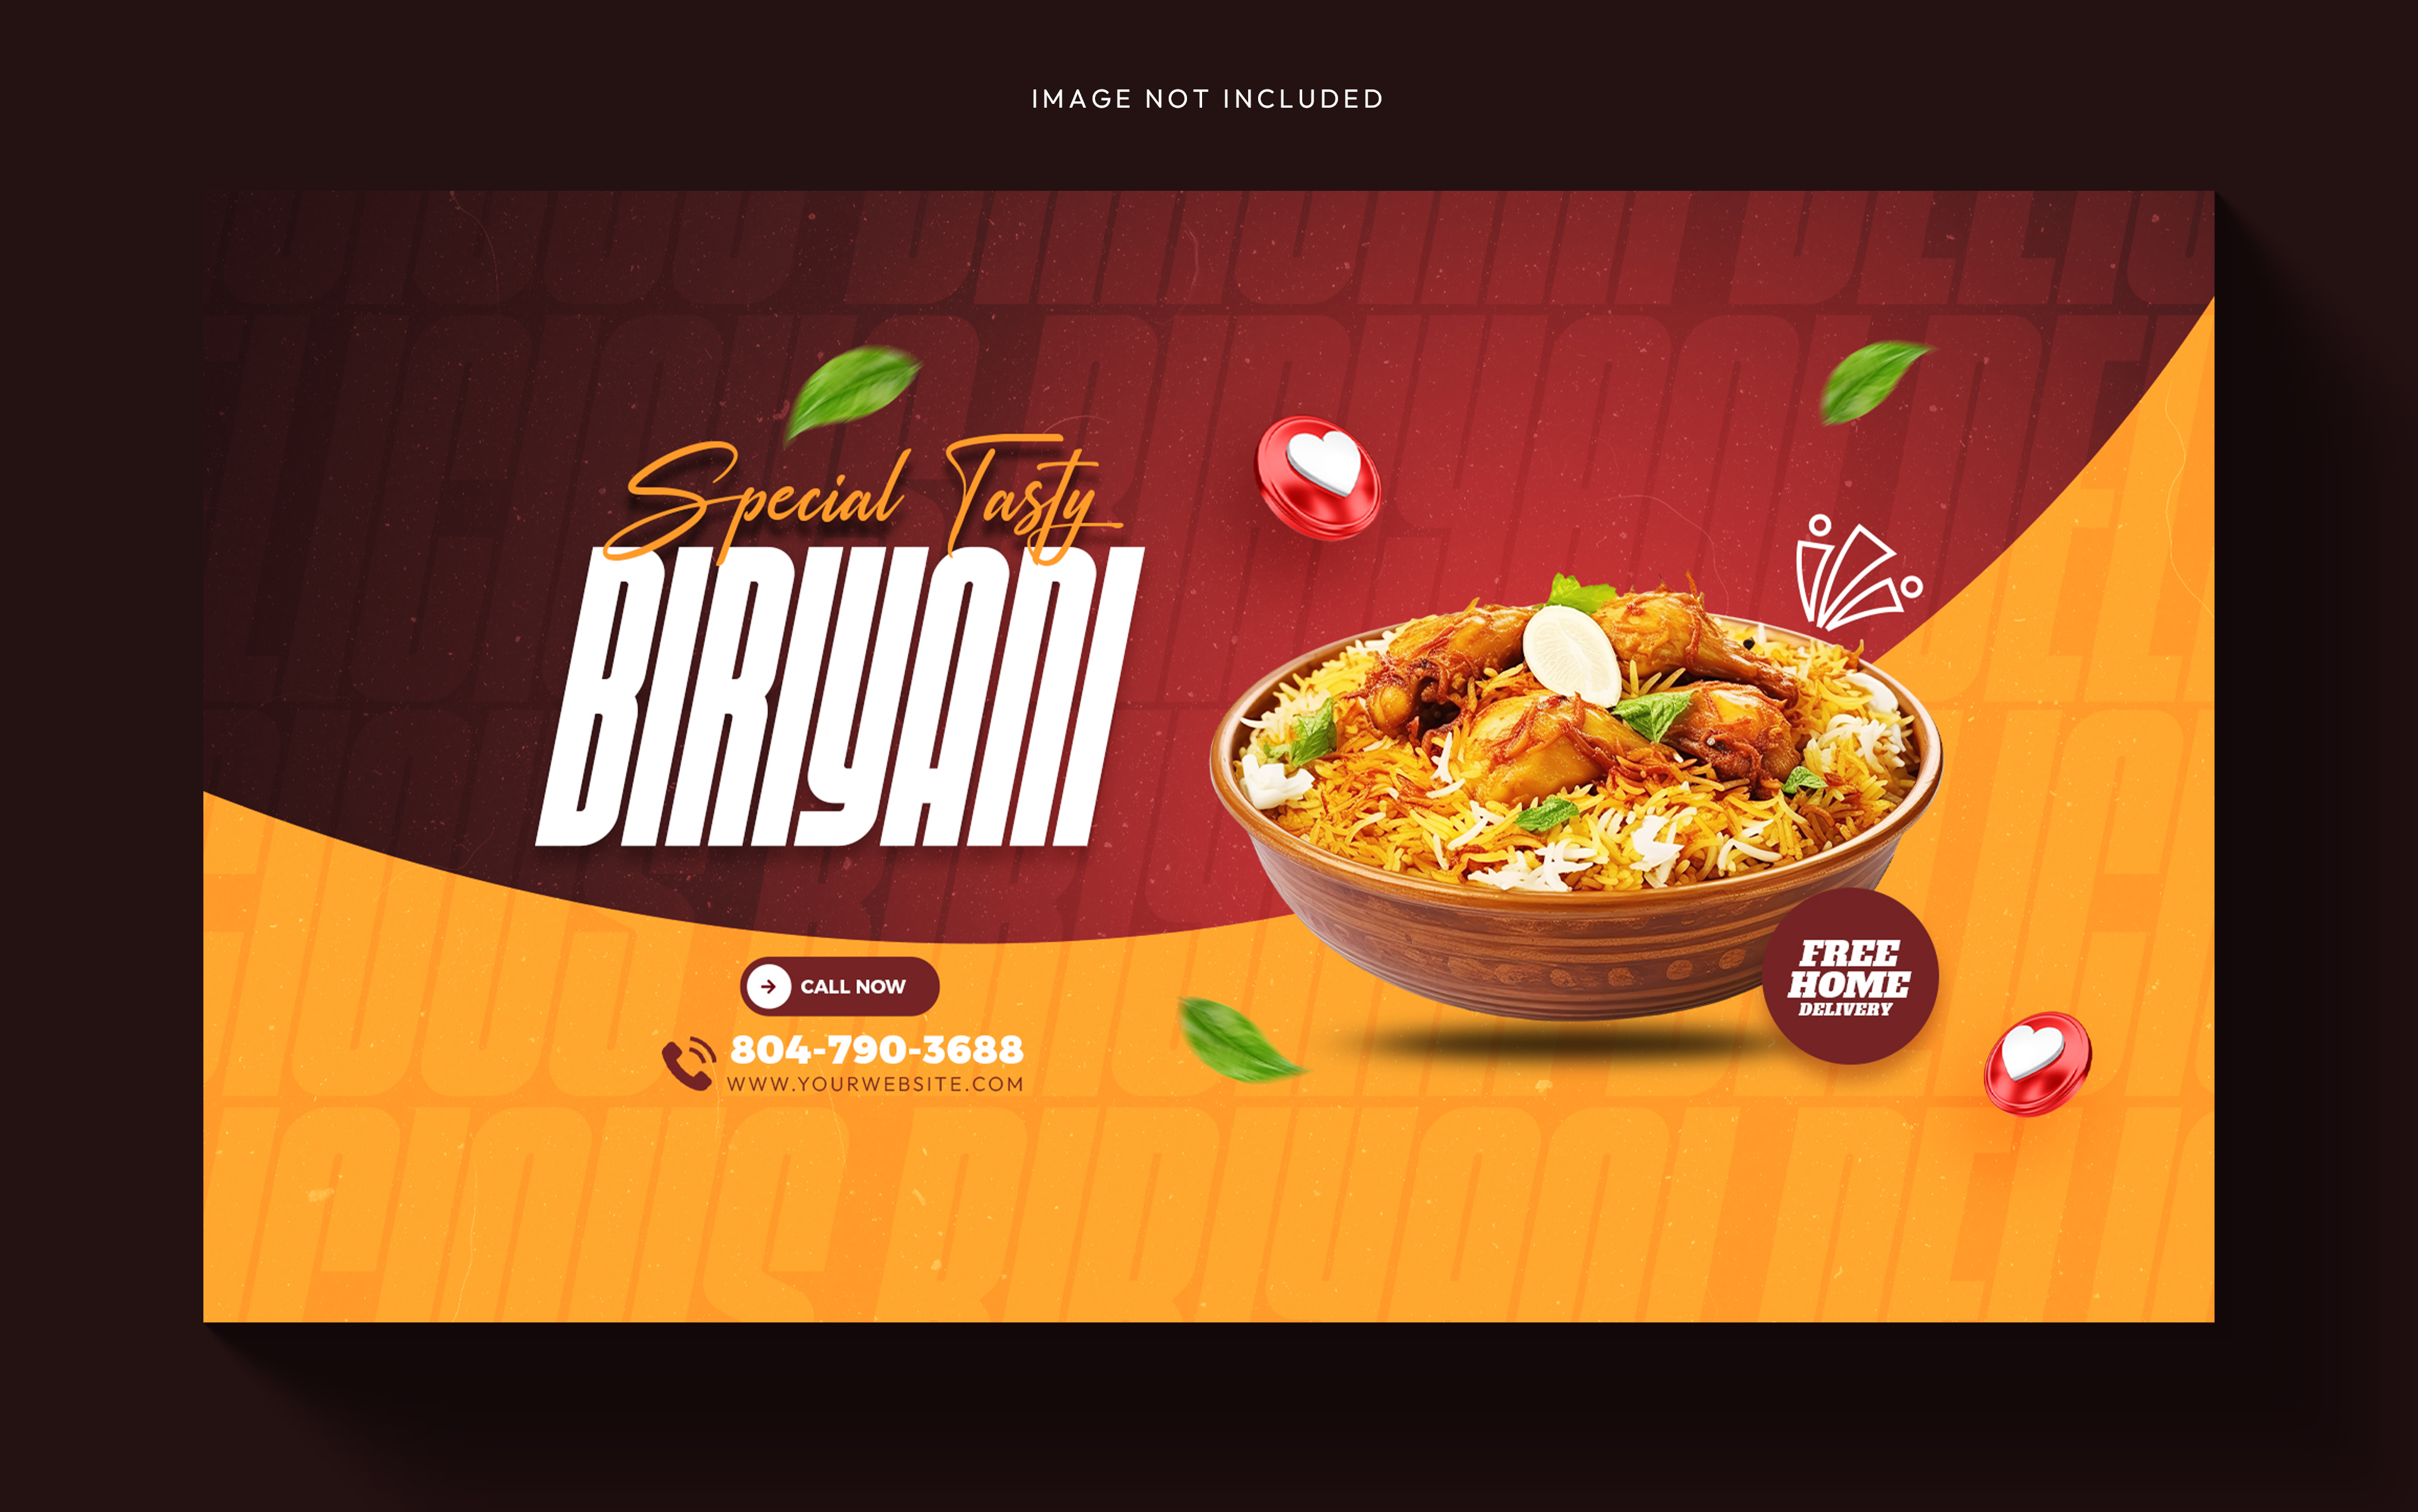 IMAGE NOT INCLUDED
Special Tasty
BIRIYANI
CALL NOW
804-790-3688
WWW.YOURWEBSITE.COM
FREE
HOME
DELIVERY